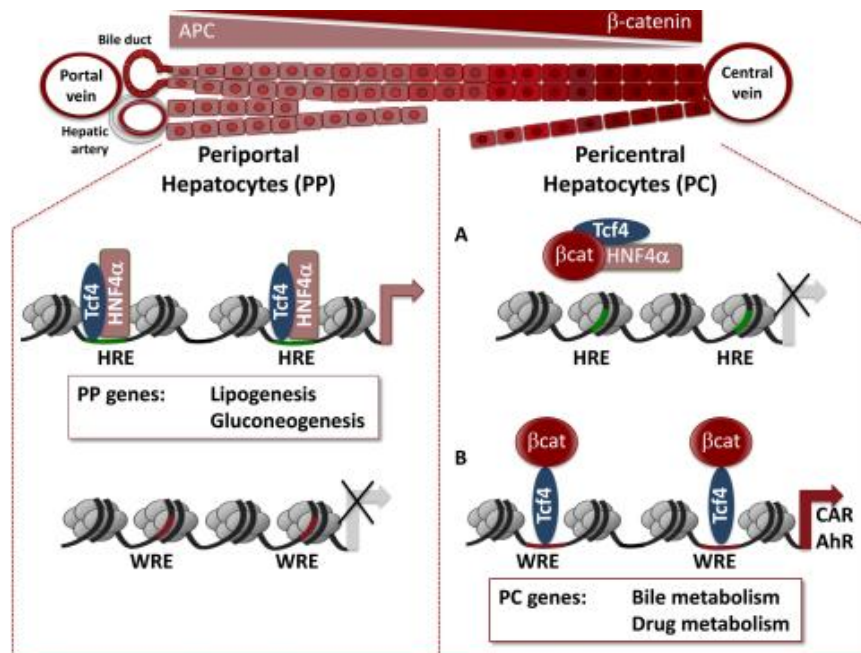 APC
β-catenin
Bile duct
Portal
vein
Hepatic
artery
Central
vein
Periportal
Hepatocytes (PP)
Pericentral
Hepatocytes (PC)
Tcf4
HNF4α
Tcf4
HNF4α
HRE
HRE
PP genes: Lipogenesis
Gluconeogenesis
WRE
WRE
A
Tcf4
βcat
HNF4α
HRE
HRE
B
βcat
βcat
Tcf4
Tcf4
CAR
AhR
WRE
WRE
PC genes: Bile metabolism
Drug metabolism